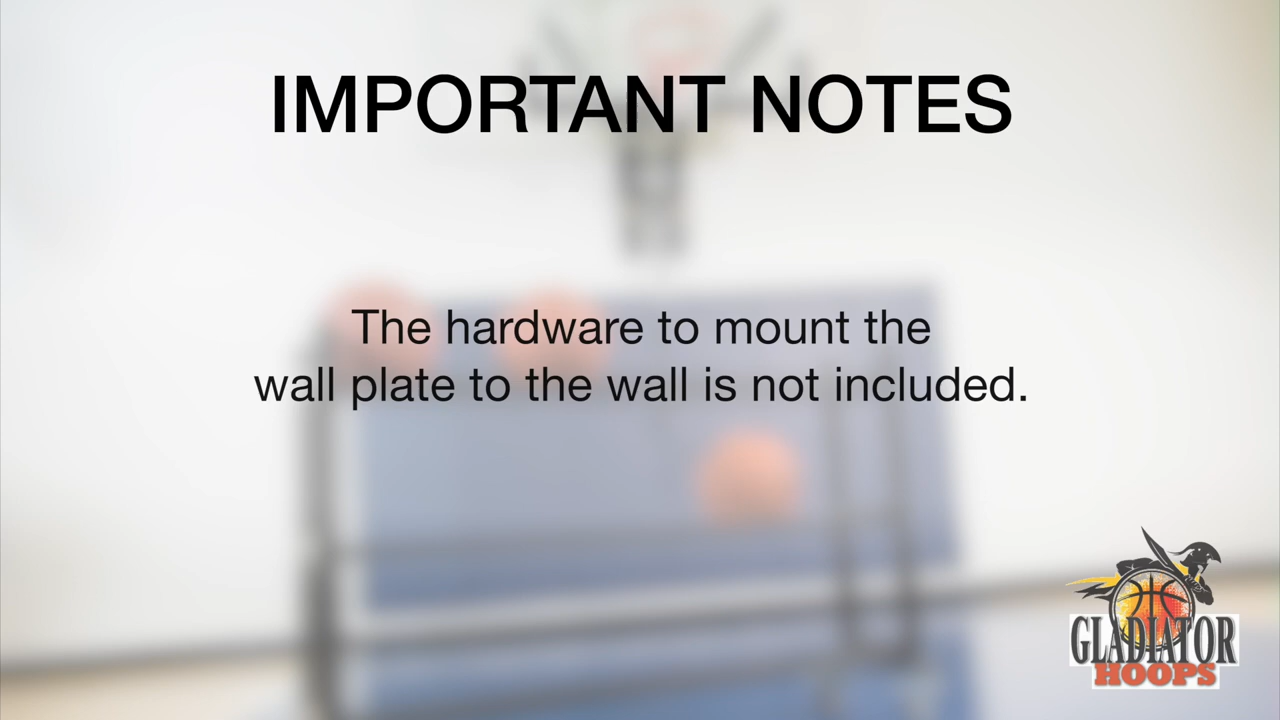 IMPORTANT NOTES
The hardware to mount the
wall plate to the wall is not included.
GLADIATOR
HOOPS